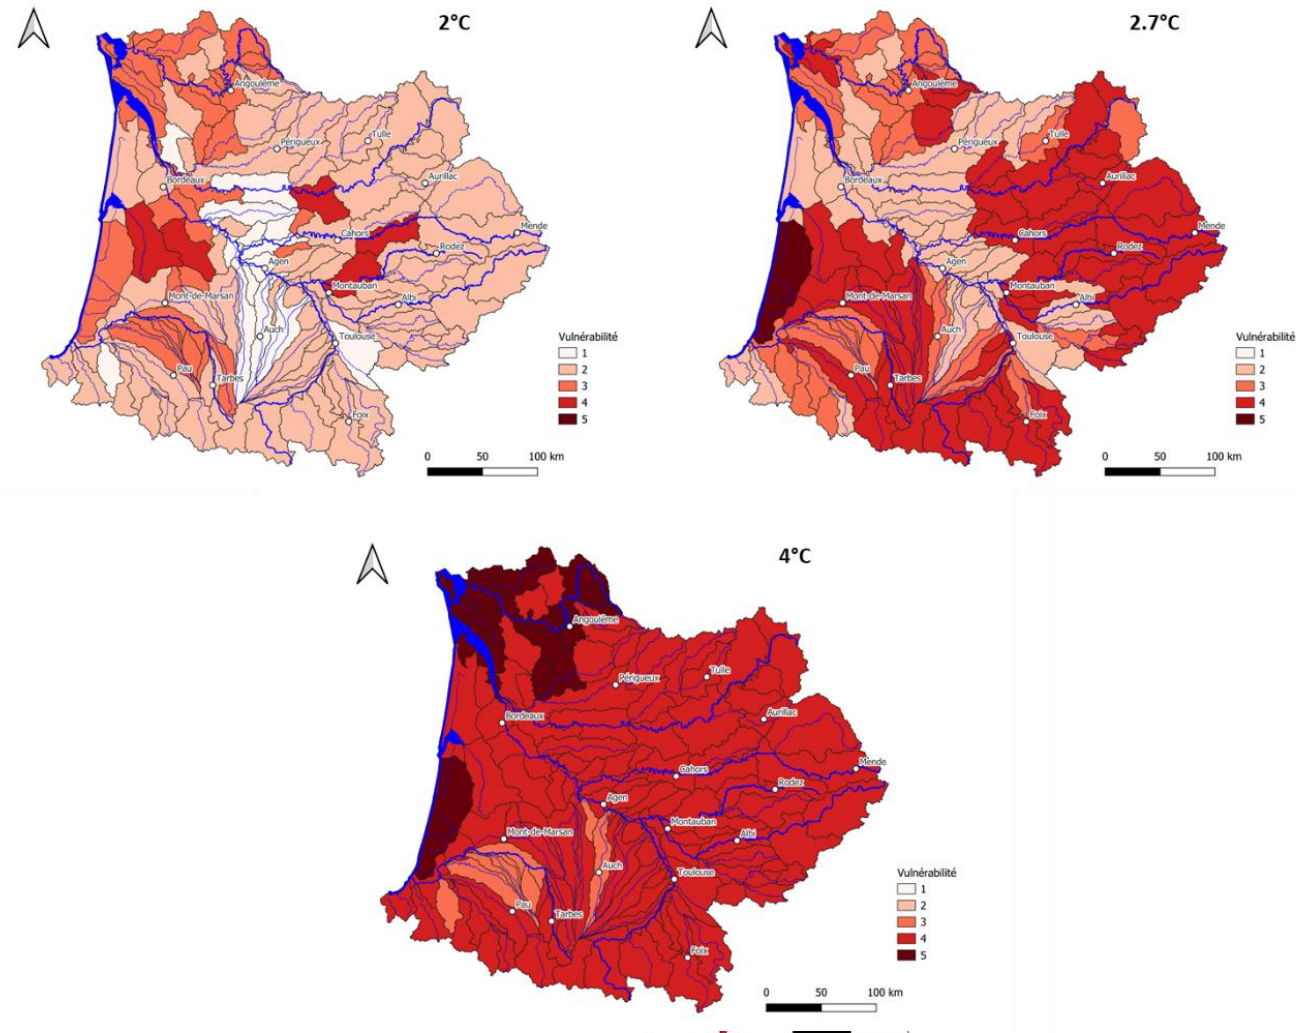 2°C
Angoulême
Périgueux
Tulle
Bordeaux
Aurillac
Cahors
Mende
Rodez
Agen
Montauban
Mont-de-Marsan
Albi
Auch
Toulouse
Pau
Tarbes
Foix
Vulnérabilité
1
2
3
4
5
0 50 100 km
2.7°C
Angoulême
Périgueux
Tulle
Bordeaux
Aurillac
Cahors
Mende
Rodez
Agen
Montauban
Mont-de-Marsan
Albi
Auch
Toulouse
Pau
Tarbes
Foix
Vulnérabilité
1
2
3
4
5
0 50 100 km
4°C
Angoulême
Périgueux
Tulle
Bordeaux
Aurillac
Cahors
Mende
Rodez
Agen
Montauban
Mont-de-Marsan
Albi
Auch
Toulouse
Pau
Tarbes
Foix
Vulnérabilité
1
2
3
4
5
0 50 100 km